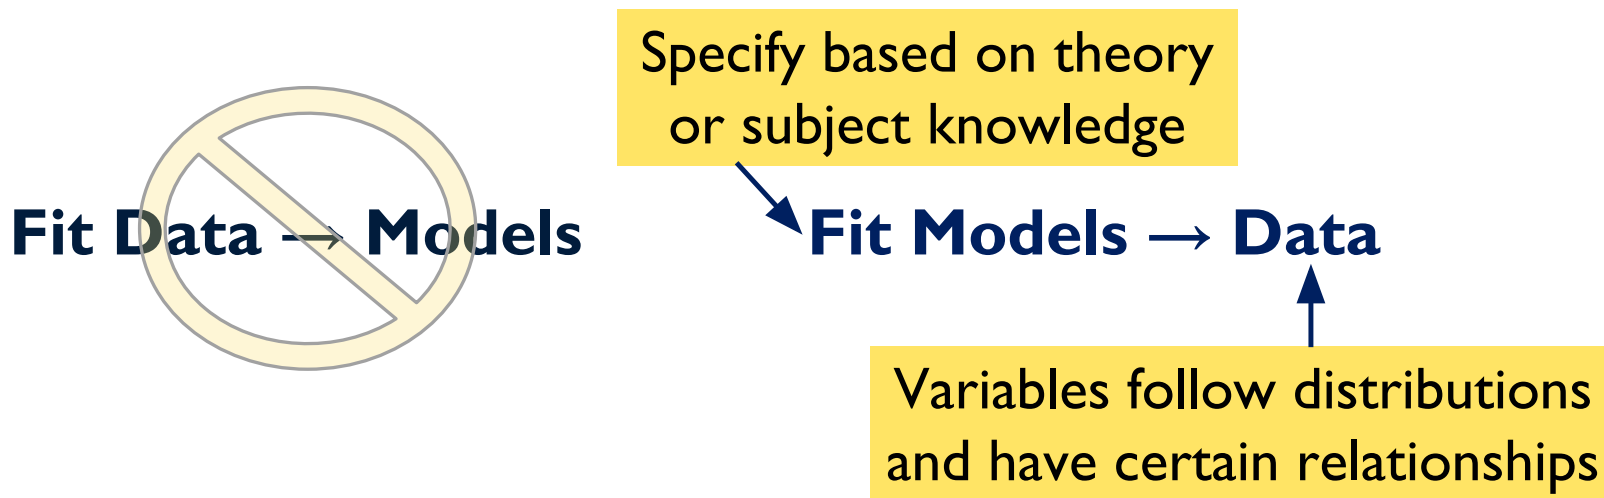 Specify based on theory
or subject knowledge
Fit Data → Models
Fit Models → Data
Variables follow distributions
and have certain relationships